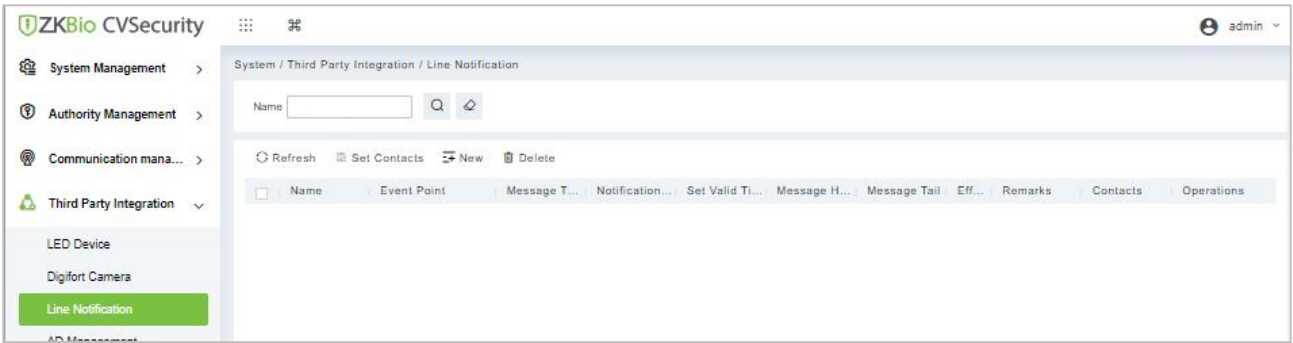 ZKBio CVSecurity
admin
System Management
System / Third Party Integration / Line Notification
Authority Management
Name
Communication mana...
Refresh Set Contacts New Delete
Name Event Point Message T... Notification... Set Valid Ti... Message H... Message Tail Eff... Remarks Contacts Operations
Third Party Integration
LED Device
Digifort Camera
Line Notification
AD Management